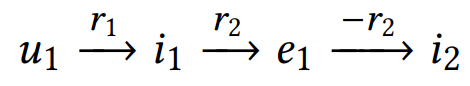 u₁ —r₁→ i₁ —r₂→ e₁ —−r₂→ i₂